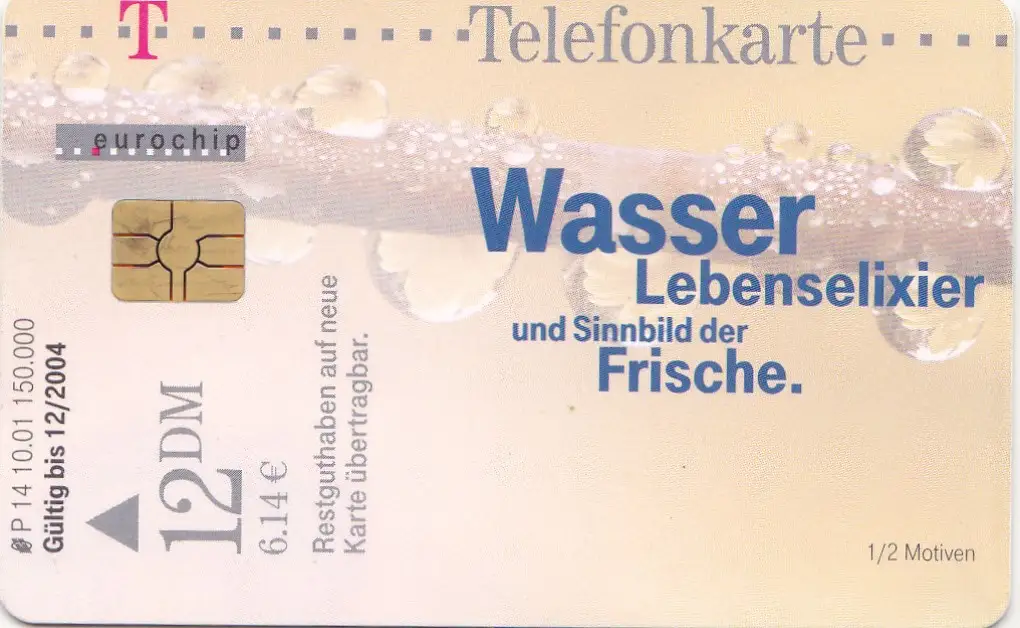 T Telefonkarte
eurochip
Wasser
Lebenselixier
und Sinnbild der
Frische.
P 14 10.01 150.000
Gültig bis 12/2004
12 DM
6.14 €
Restguthaben auf neue
Karte übertragbar.
1/2 Motiven